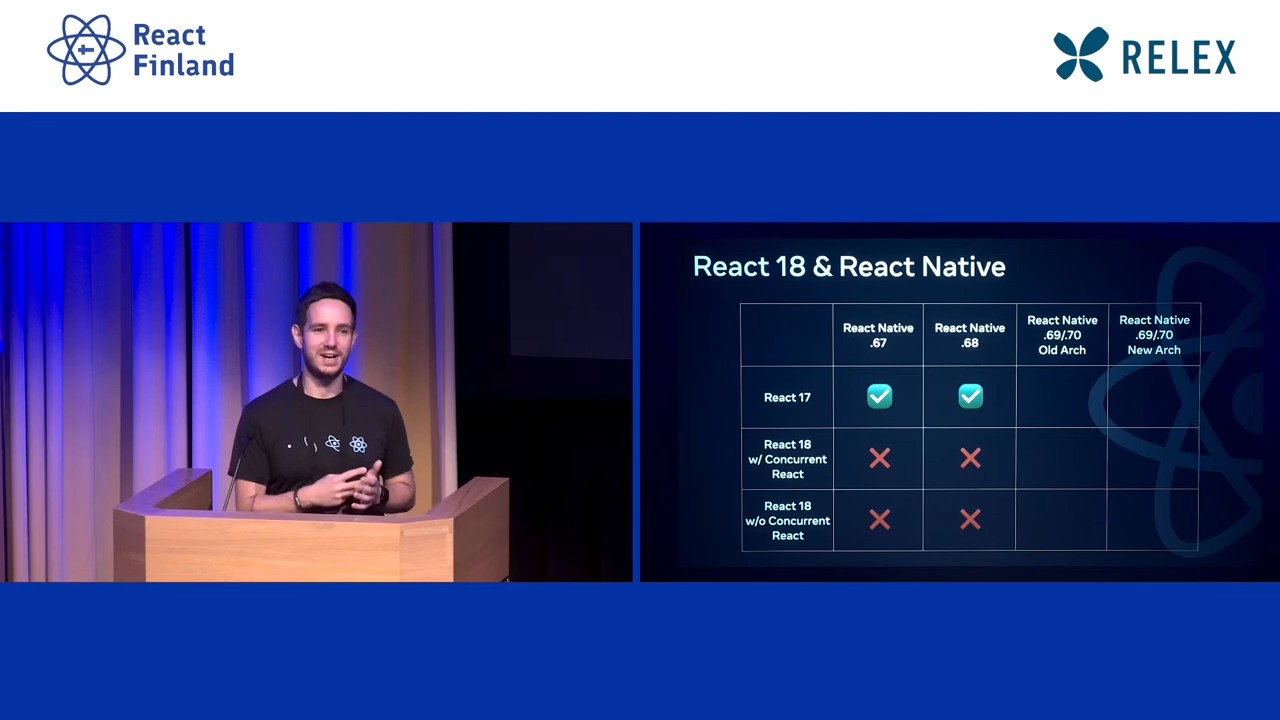 React
Finland
RELEX
React 18 & React Native
React Native
.67
React Native
.68
React Native
.69/.70
Old Arch
React Native
.69/.70
New Arch
React 17
React 18
w/ Concurrent
React
React 18
w/o Concurrent
React